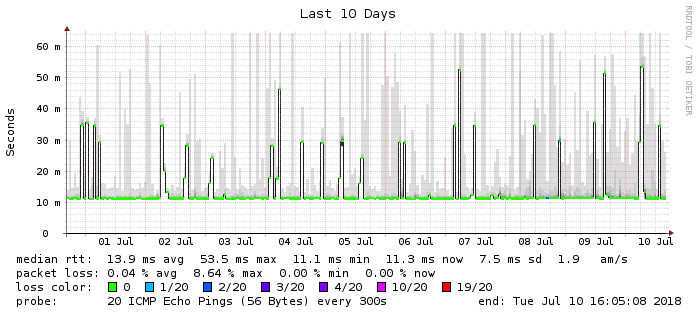 Last 10 Days
RRDTOOL / TOBI OETIKER
Seconds
60 m
50 m
40 m
30 m
20 m
10 m
0
01 Jul 02 Jul 03 Jul 04 Jul 05 Jul 06 Jul 07 Jul 08 Jul 09 Jul 10 Jul
median rtt: 13.9 ms avg 53.5 ms max 11.1 ms min 11.3 ms now 7.5 ms sd 1.9 am/s
packet loss: 0.04 % avg 8.64 % max 0.00 % min 0.00 % now
loss color: 0 1/20 2/20 3/20 4/20 10/20 19/20
probe: 20 ICMP Echo Pings (56 Bytes) every 300s end: Tue Jul 10 16:05:08 2018